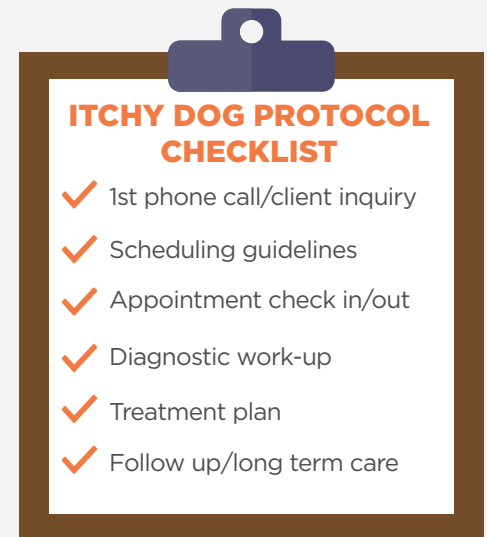 ITCHY DOG PROTOCOL
CHECKLIST
1st phone call/client inquiry
Scheduling guidelines
Appointment check in/out
Diagnostic work-up
Treatment plan
Follow up/long term care